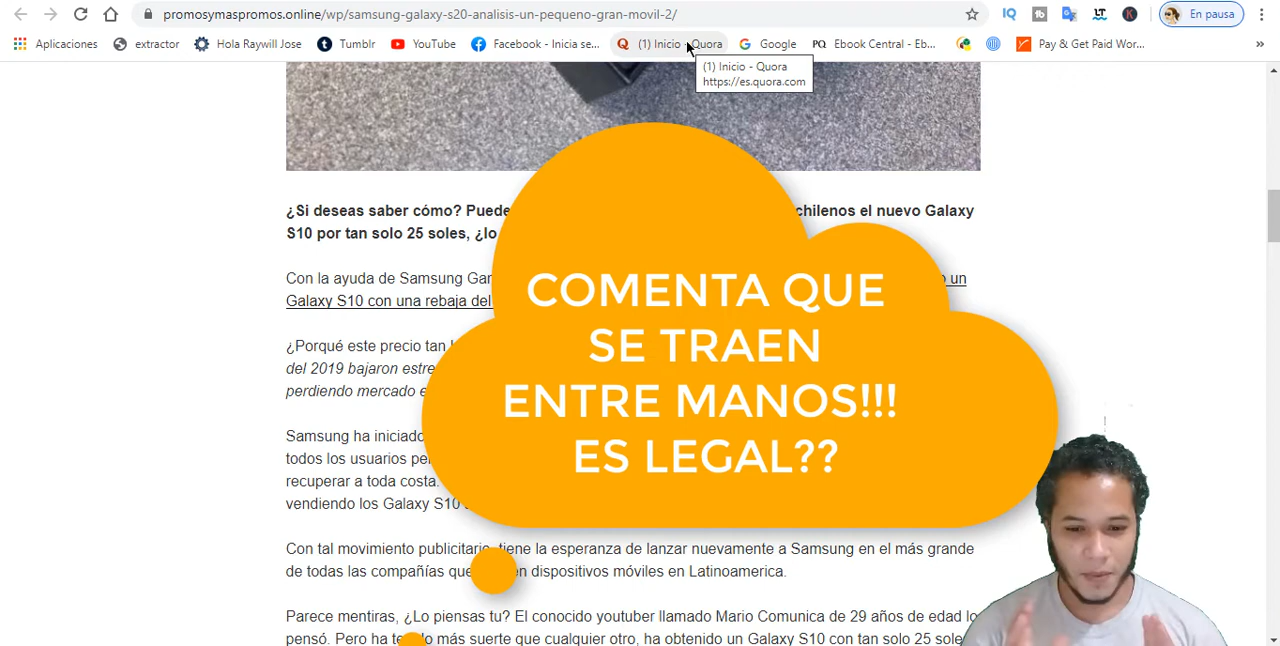 promosymaspromos.online/wp/samsung-galaxy-s20-analisis-un-pequeno-gran-movil-2/
IQ
LT
K
En pausa
Aplicaciones
extractor
Hola Raywill Jose
Tumblr
YouTube
Facebook - Inicia se...
(1) Inicio - Quora
Google
PQ Ebook Central - Eb...
Pay & Get Paid Wor...
»
(1) Inicio - Quora
https://es.quora.com
¿Si deseas saber cómo? Puede chilenos el nuevo Galaxy
S10 por tan solo 25 soles, ¿lo
Con la ayuda de Samsung un
Galaxy S10 con una rebaja del
¿Porqué este precio tan
del 2019 bajaron
perdiendo mercado
Samsung ha iniciado
todos los usuarios
recuperar a toda costa.
vendiendo los Galaxy S10
COMENTA QUE
SE TRAEN
ENTRE MANOS!!!
ES LEGAL??
Con tal movimiento publicitario, tiene la esperanza de lanzar nuevamente a Samsung en el más grande
de todas las compañías que en dispositivos móviles en Latinoamerica.
Parece mentiras, ¿Lo piensas tu? El conocido youtuber llamado Mario Comunica de 29 años de edad lo
pensó. Pero ha más suerte que cualquier otro, ha obtenido un Galaxy S10 con tan solo 25 soles